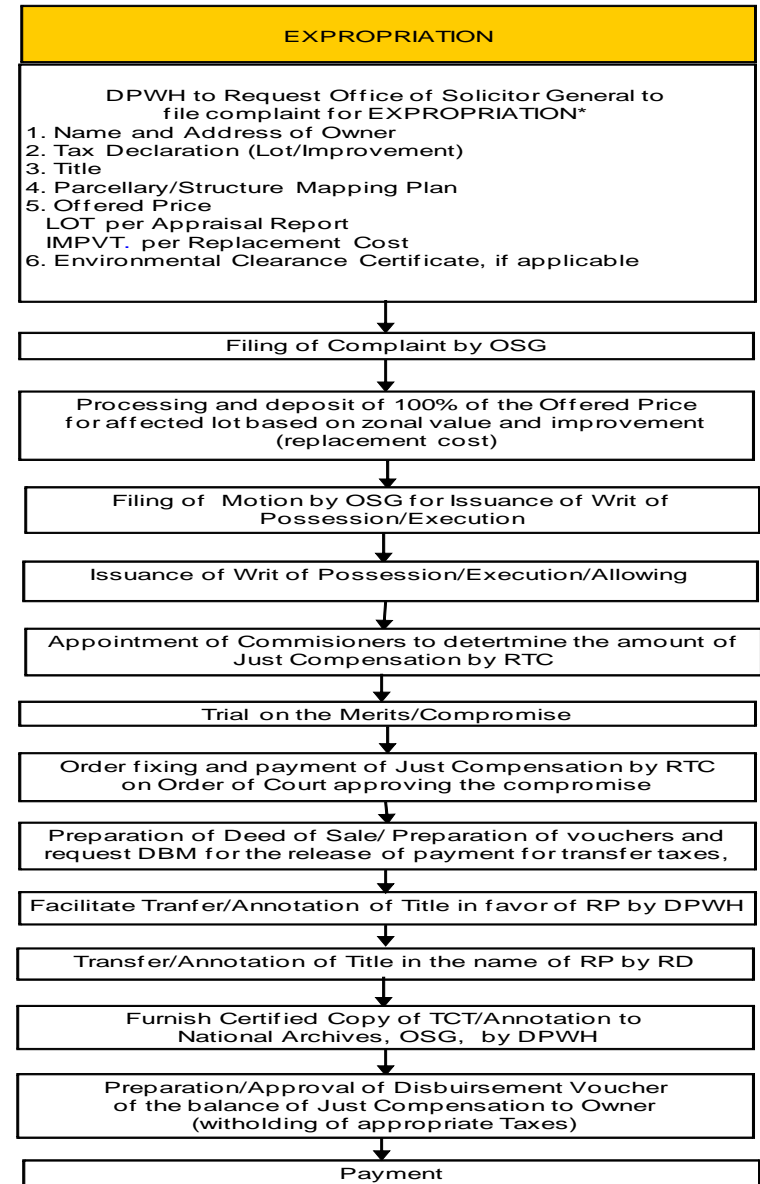 EXPROPRIATION
DPWH to Request Office of Solicitor General to
file complaint for EXPROPRIATION*
1. Name and Address of Owner
2. Tax Declaration (Lot/Improvement)
3. Title
4. Parcellary/Structure Mapping Plan
5. Offered Price
LOT per Appraisal Report
IMPVT. per Replacement Cost
6. Environmental Clearance Certificate, if applicable
Filing of Complaint by OSG
Processing and deposit of 100% of the Offered Price
for affected lot based on zonal value and improvement
(replacement cost)
Filing of Motion by OSG for Issuance of Writ of
Possession/Execution
Issuance of Writ of Possession/Execution/Allowing
Appointment of Commisioners to detertmine the amount of
Just Compensation by RTC
Trial on the Merits/Compromise
Order fixing and payment of Just Compensation by RTC
on Order of Court approving the compromise
Preparation of Deed of Sale/ Preparation of vouchers and
request DBM for the release of payment for transfer taxes,
Facilitate Tranfer/Annotation of Title in favor of RP by DPWH
Transfer/Annotation of Title in the name of RP by RD
Furnish Certified Copy of TCT/Annotation to
National Archives, OSG, by DPWH
Preparation/Approval of Disbuirsement Voucher
of the balance of Just Compensation to Owner
(witholding of appropriate Taxes)
Payment